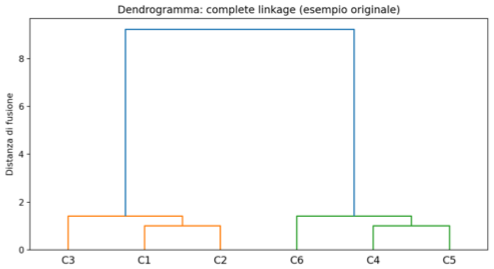 Dendrogramma: complete linkage (esempio originale)
Distanza di fusione
8
6
4
2
0
C3 C1 C2 C6 C4 C5